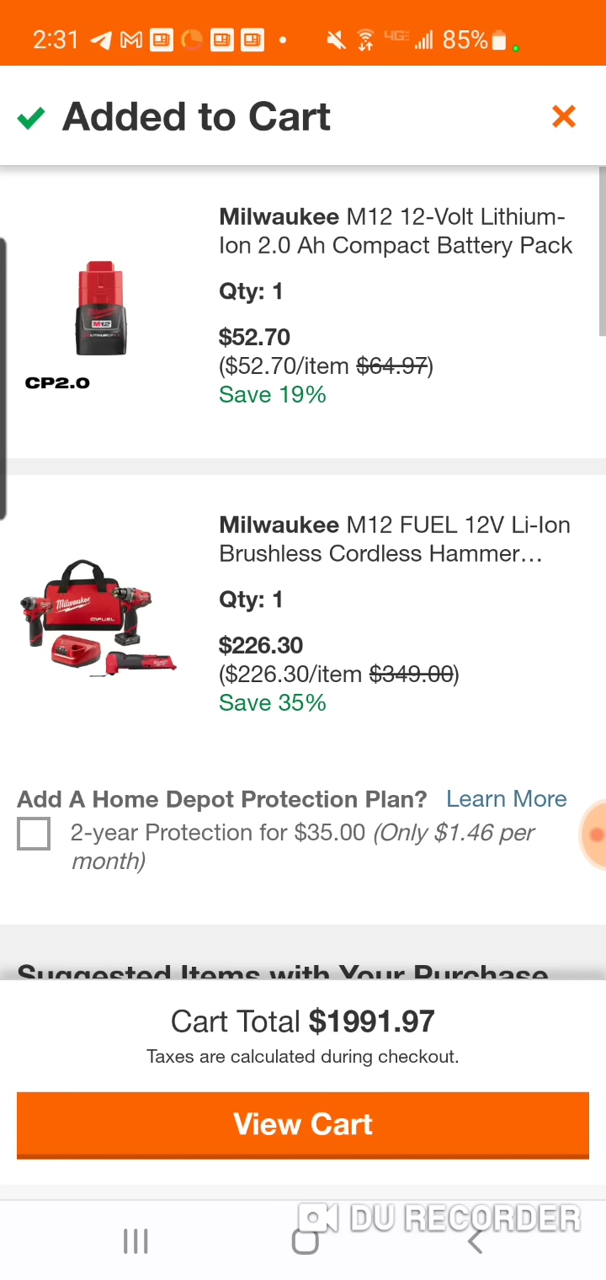 2:31 4GE 85%
Added to Cart
Milwaukee M12 12-Volt Lithium-
Ion 2.0 Ah Compact Battery Pack
Qty: 1
$52.70
($52.70/item $64.97)
Save 19%
M12
CP2.0
Milwaukee M12 FUEL 12V Li-Ion
Brushless Cordless Hammer...
Qty: 1
$226.30
($226.30/item $349.00)
Save 35%
Milwaukee
FUEL
Add A Home Depot Protection Plan? Learn More
2-year Protection for $35.00 (Only $1.46 per
month)
Suggested Items with Your Purchase
Cart Total $1991.97
Taxes are calculated during checkout.
View Cart
DU RECORDER